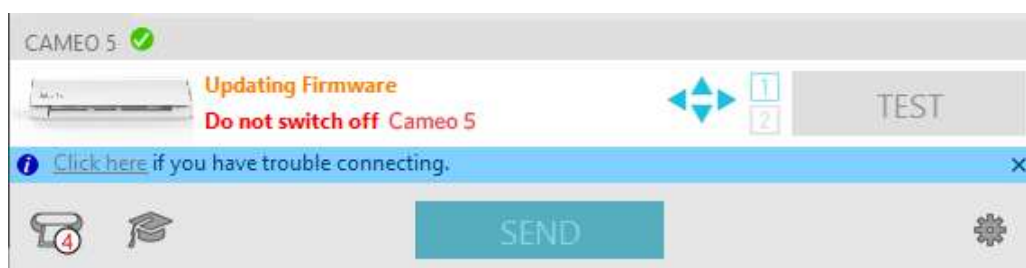 CAMEO 5
Updating Firmware
Do not switch off Cameo 5
1
2
TEST
Click here if you have trouble connecting.
4
SEND